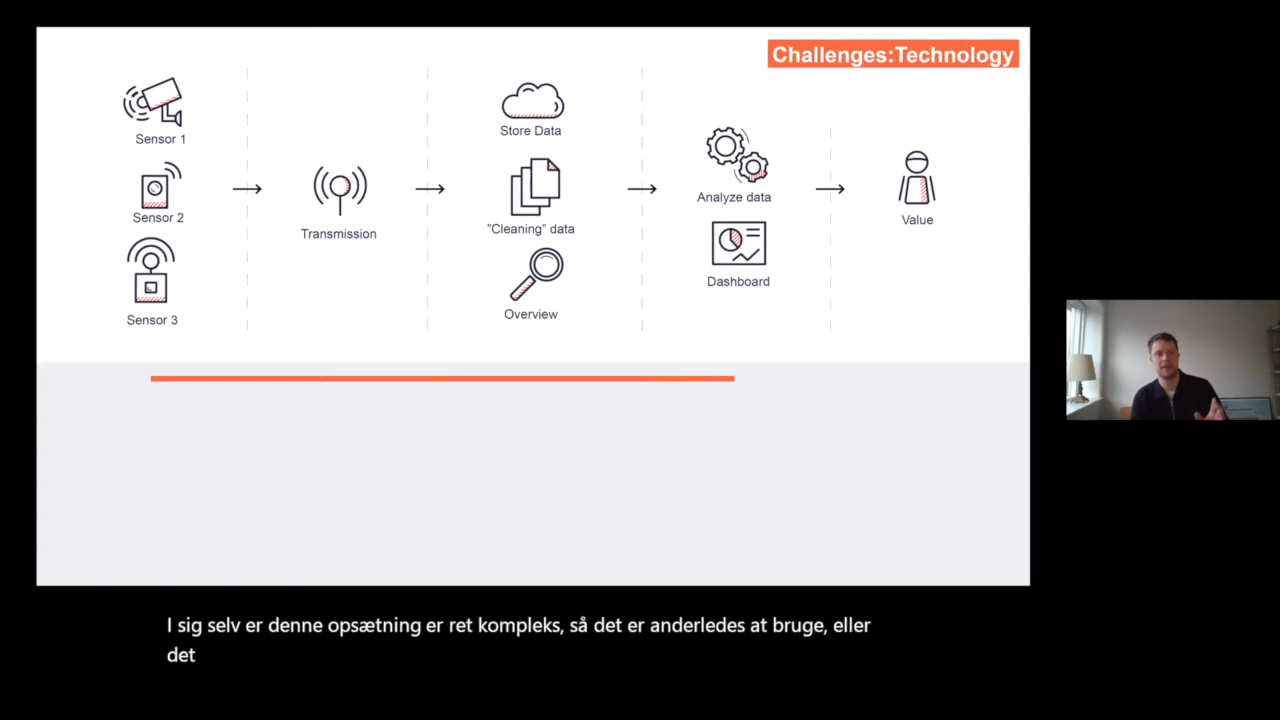 Challenges:Technology
Sensor 1
Sensor 2
Sensor 3
Transmission
Store Data
"Cleaning" data
Overview
Analyze data
Dashboard
Value
I sig selv er denne opsætning er ret kompleks, så det er anderledes at bruge, eller
det